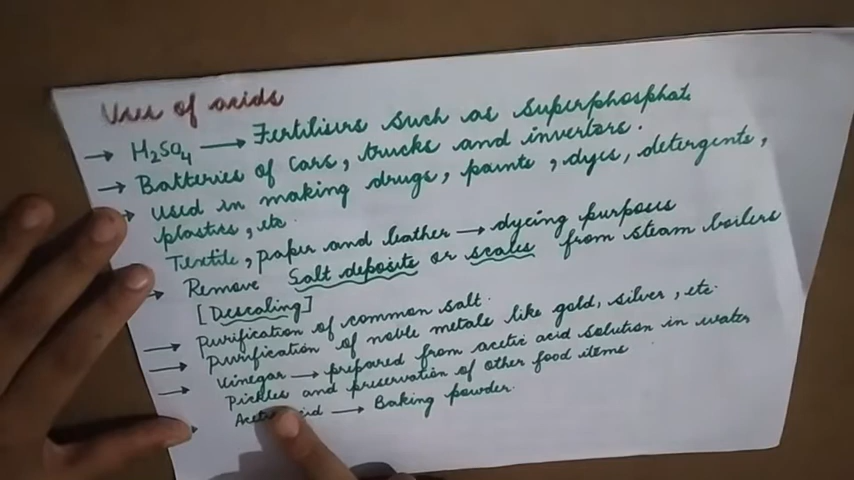 Uses of acids
→ H₂SO₄ → Fertilisers such as superphosphate
→ Batteries of cars, trucks and invertors.
→ Used in making drugs, paints, dyes, detergents,
plastics, etc.
Textile, paper and leather → dyeing purposes
→ Remove salt deposits or scales from steam boilers
[Descaling]
→ Purification of common salt.
→ Purification of noble metals like gold, silver, etc.
→ Vinegar → prepared from acetic acid solution in water
Pickles and preservation of other food items
→ Acetic acid → Baking powder.